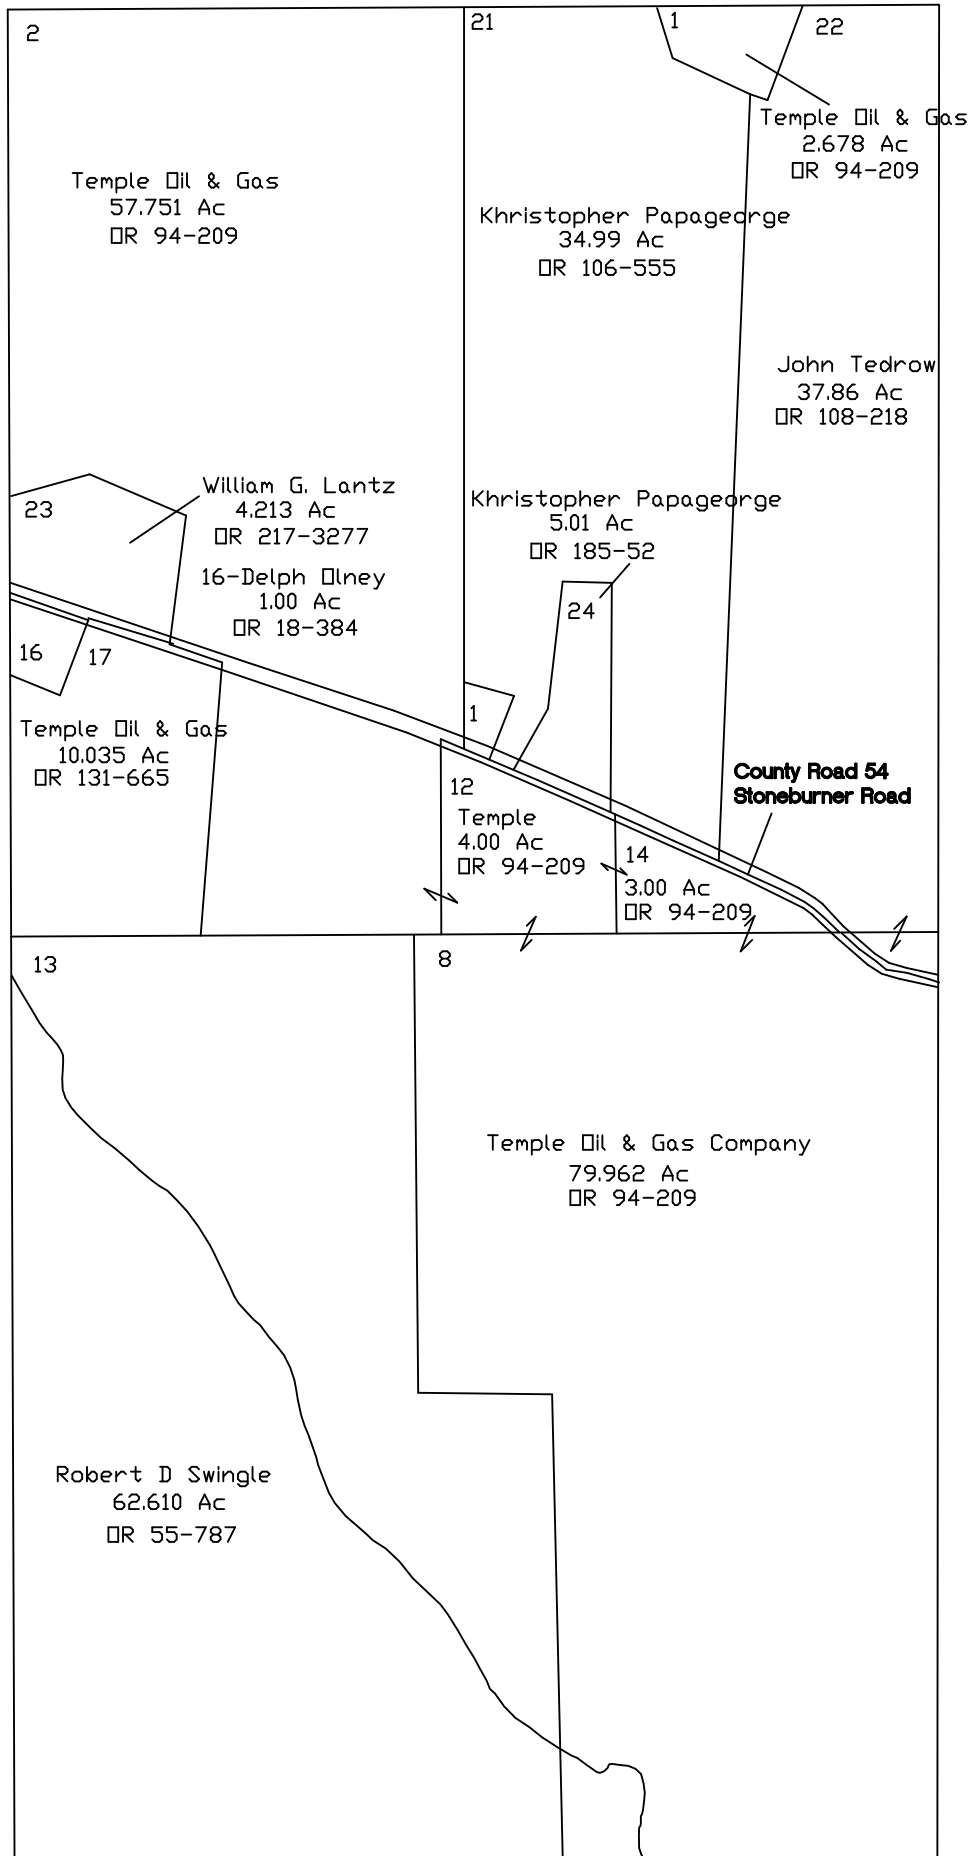 2
21
1
22
Temple Oil & Gas
2.678 Ac
OR 94-209
Temple Oil & Gas
57.751 Ac
OR 94-209
Khristopher Papageorge
34.99 Ac
OR 106-555
John Tedrow
37.86 Ac
OR 108-218
23
William G. Lantz
4.213 Ac
OR 217-3277
Khristopher Papageorge
5.01 Ac
OR 185-52
24
16-Delph Olney
1.00 Ac
OR 18-384
16
17
Temple Oil & Gas
10.035 Ac
OR 131-665
1
County Road 54
Stoneburner Road
12
Temple
4.00 Ac
OR 94-209
14
3.00 Ac
OR 94-209
13
8
Temple Oil & Gas Company
79.962 Ac
OR 94-209
Robert D Swingle
62.610 Ac
OR 55-787